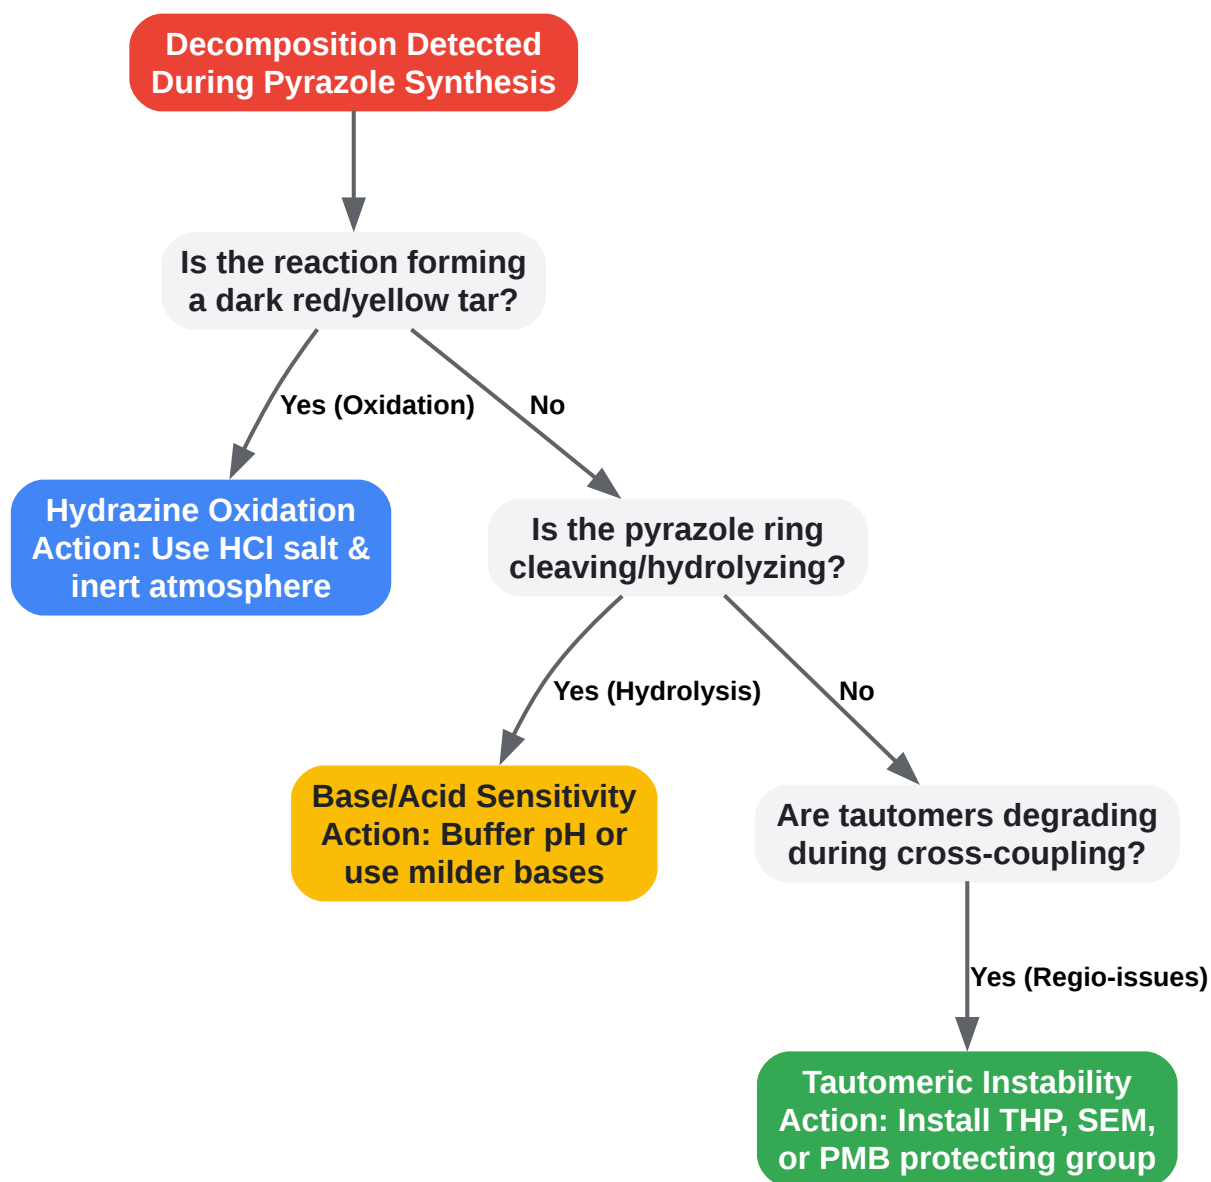 Decomposition Detected
During Pyrazole Synthesis
Is the reaction forming
a dark red/yellow tar?
Yes (Oxidation)
No
Hydrazine Oxidation
Action: Use HCl salt &
inert atmosphere
Is the pyrazole ring
cleaving/hydrolyzing?
Yes (Hydrolysis)
No
Base/Acid Sensitivity
Action: Buffer pH or
use milder bases
Are tautomers degrading
during cross-coupling?
Yes (Regio-issues)
Tautomeric Instability
Action: Install THP, SEM,
or PMB protecting group